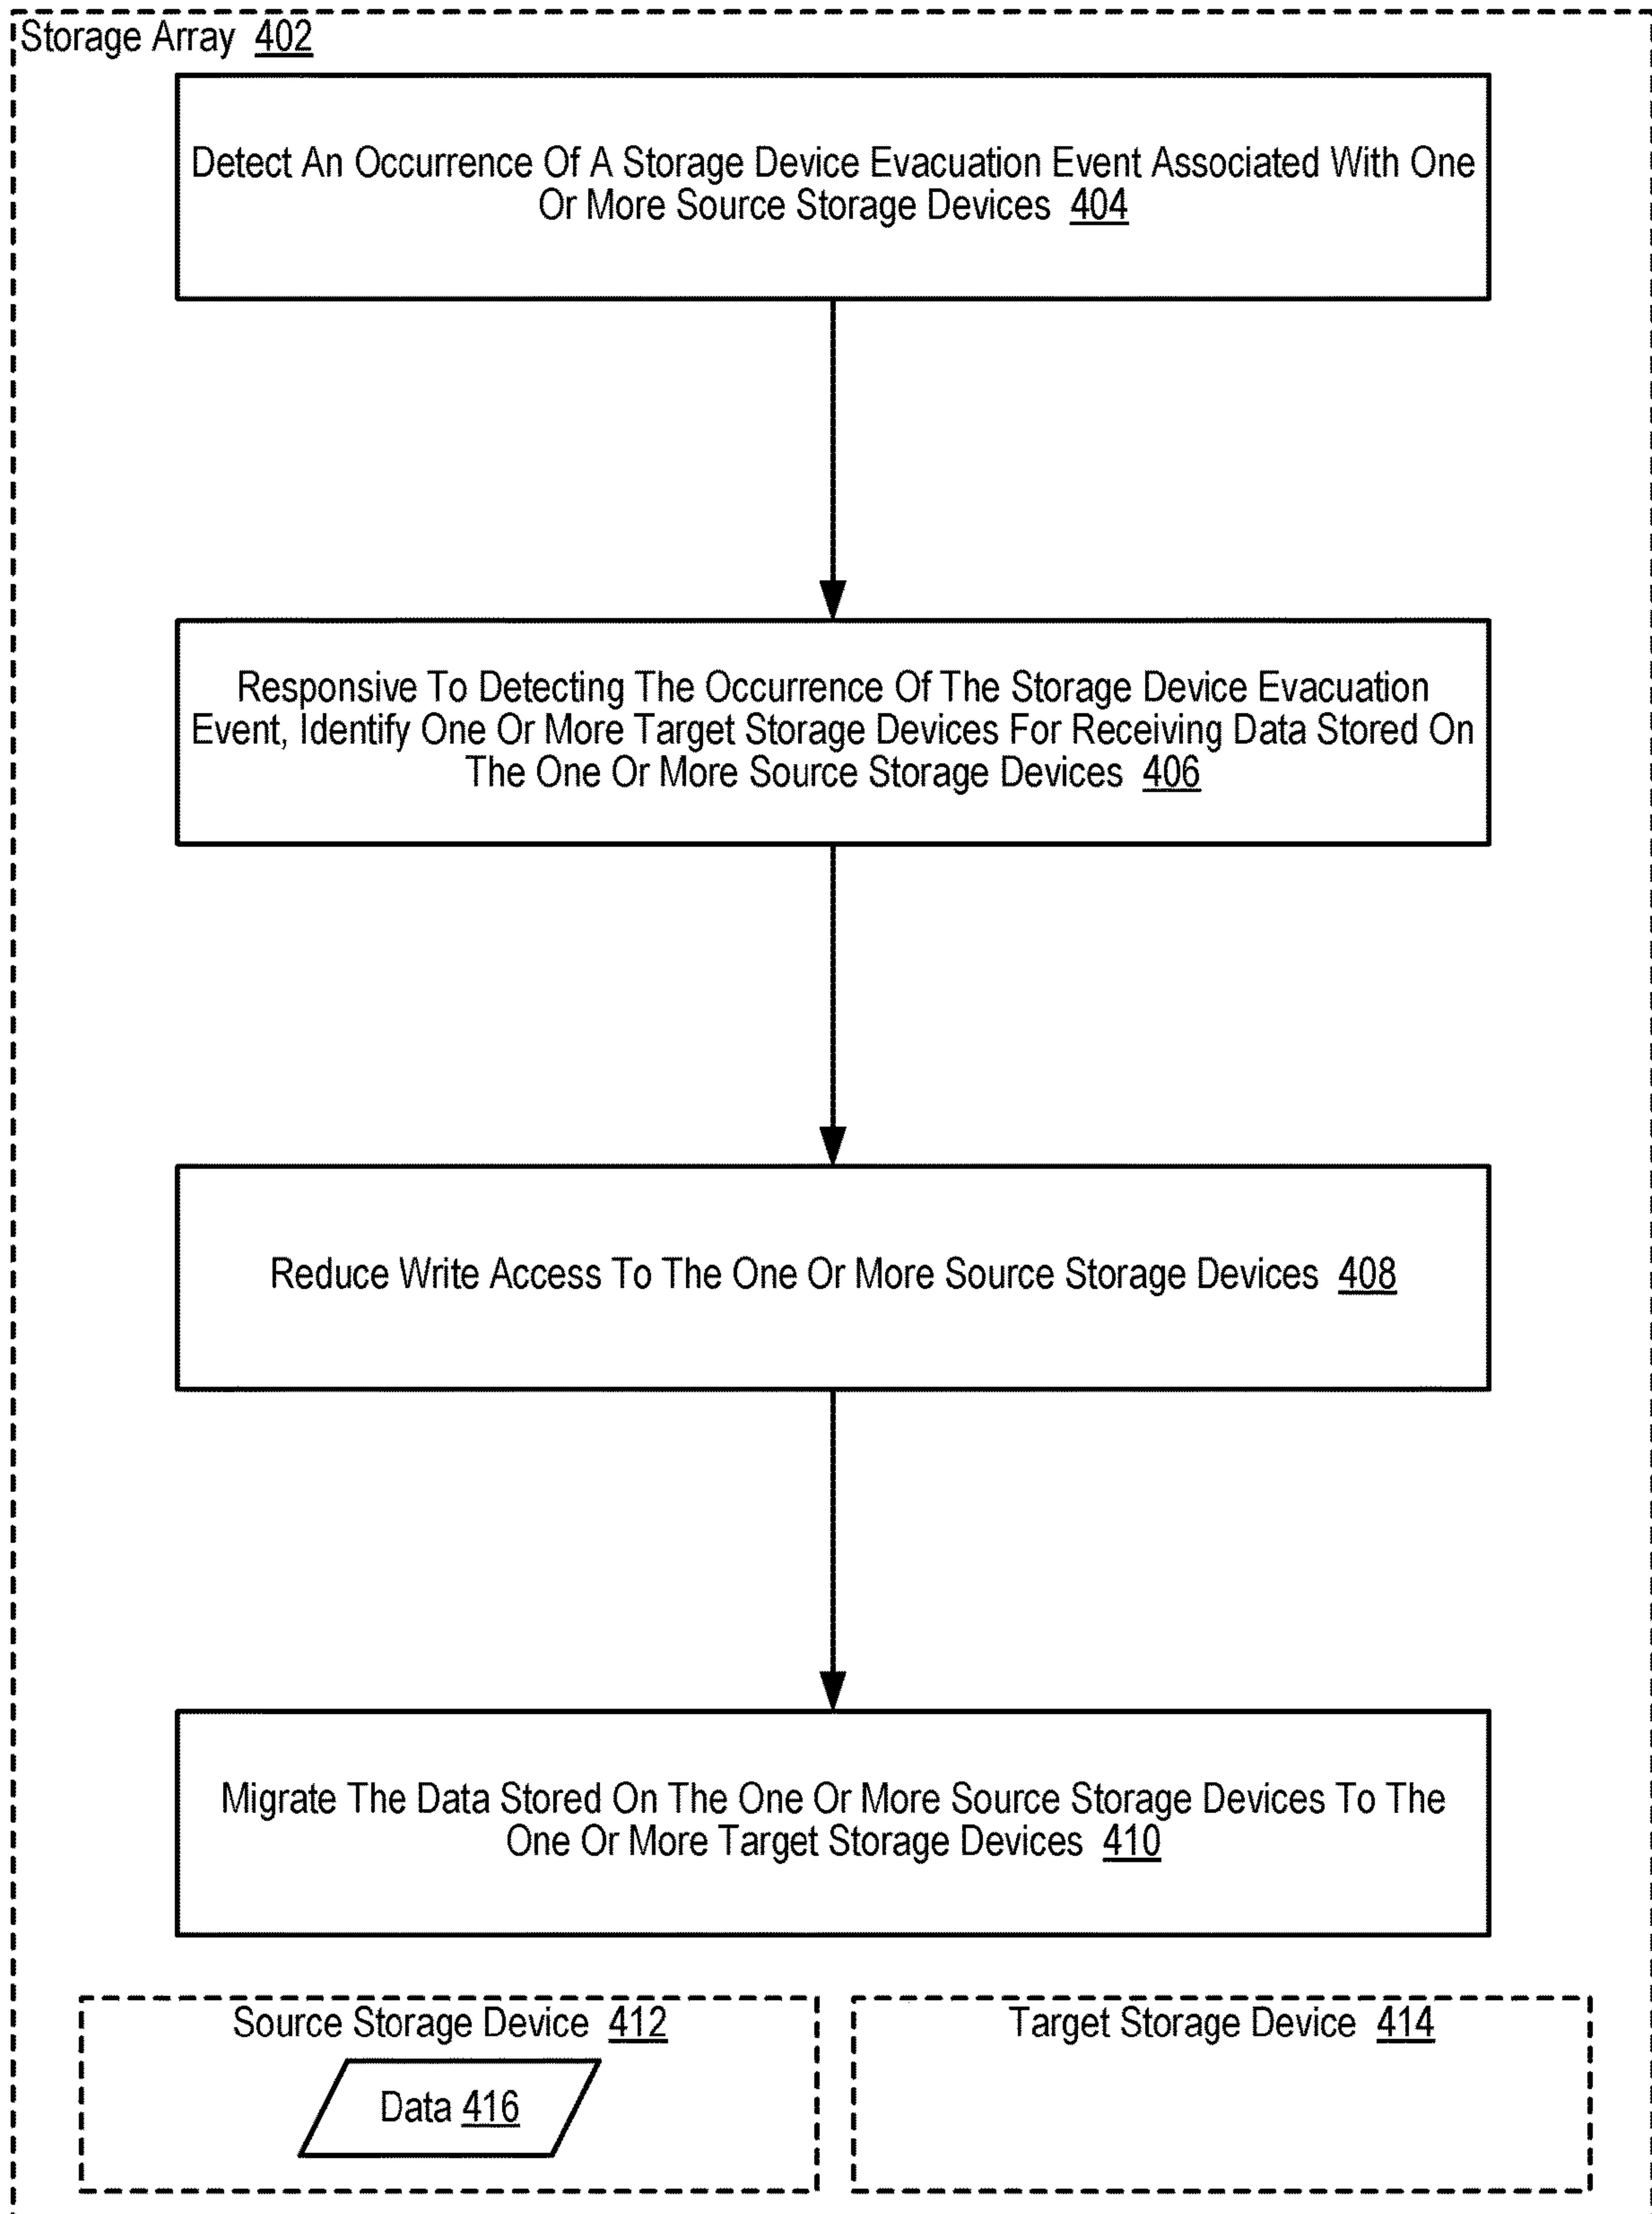 Storage Array 402
Detect An Occurrence Of A Storage Device Evacuation Event Associated With One
Or More Source Storage Devices 404
Responsive To Detecting The Occurrence Of The Storage Device Evacuation
Event, Identify One Or More Target Storage Devices For Receiving Data Stored On
The One Or More Source Storage Devices 406
Reduce Write Access To The One Or More Source Storage Devices 408
Migrate The Data Stored On The One Or More Source Storage Devices To The
One Or More Target Storage Devices 410
Source Storage Device 412
Data 416
Target Storage Device 414